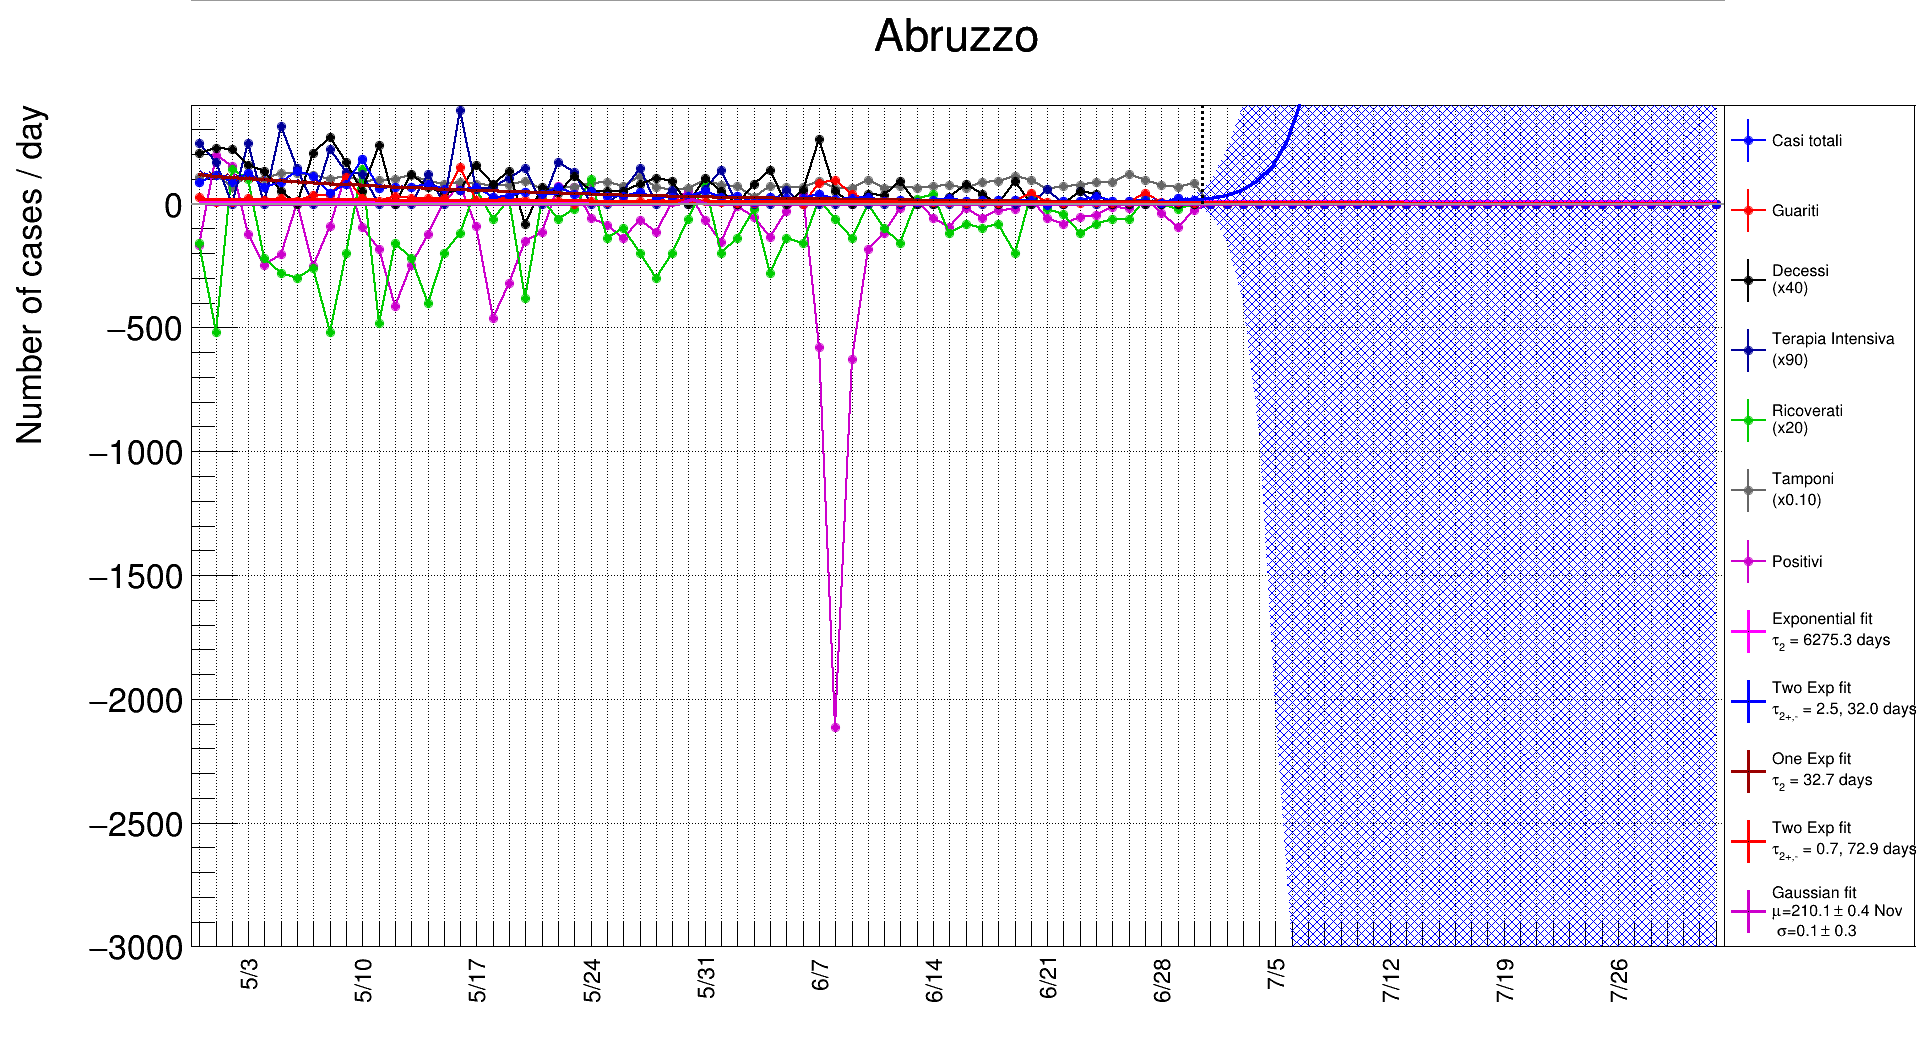 Abruzzo
Number of cases / day
0
−500
−1000
−1500
−2000
−2500
−3000
5/3
5/10
5/17
5/24
5/31
6/7
6/14
6/21
6/28
7/5
7/12
7/19
7/26
Casi totali
Guariti
Decessi
(x40)
Terapia Intensiva
(x90)
Ricoverati
(x20)
Tamponi
(x0.10)
Positivi
Exponential fit
τ2 = 6275.3 days
Two Exp fit
τ2+,- = 2.5, 32.0 days
One Exp fit
τ2 = 32.7 days
Two Exp fit
τ2+,- = 0.7, 72.9 days
Gaussian fit
μ=210.1 ± 0.4 Nov
σ=0.1 ± 0.3